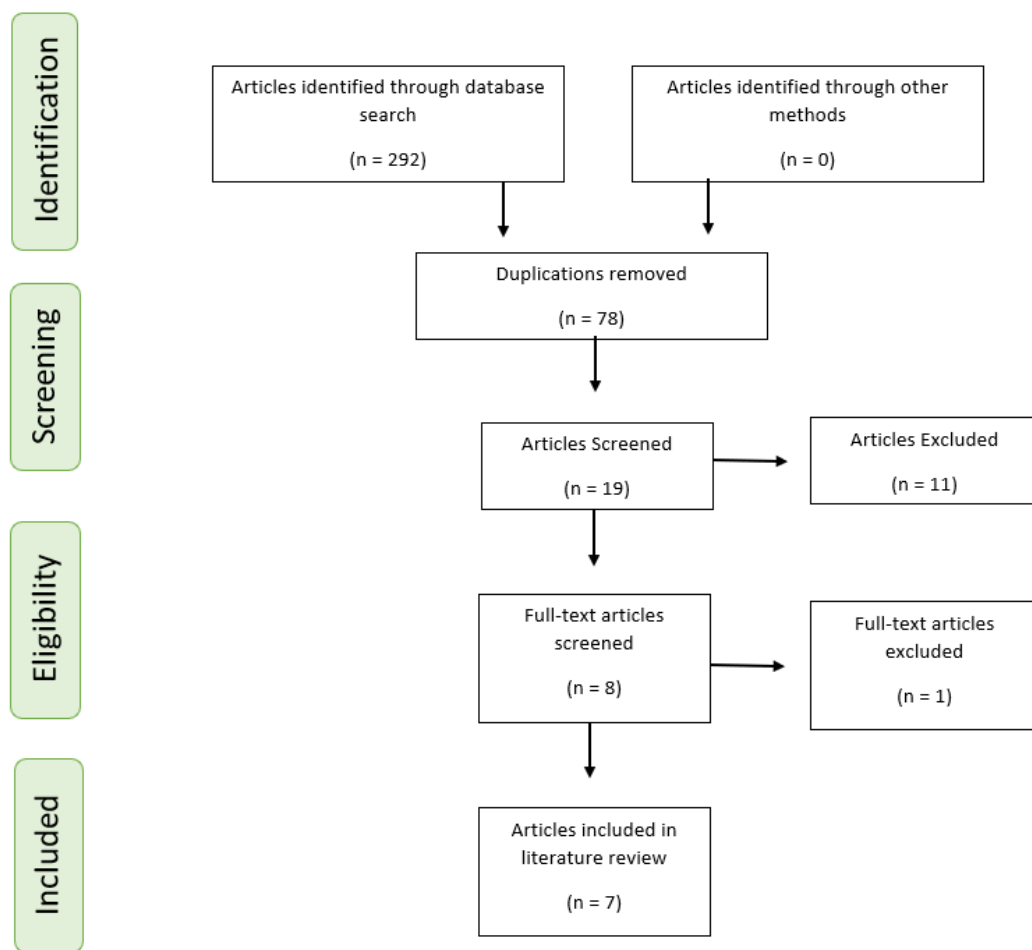 Identification
Articles identified through database
search
(n = 292)
Articles identified through other
methods
(n = 0)
Duplications removed
(n = 78)
Screening
Articles Screened
(n = 19)
Articles Excluded
(n = 11)
Eligibility
Full-text articles
screened
(n = 8)
Full-text articles
excluded
(n = 1)
Included
Articles included in
literature review
(n = 7)